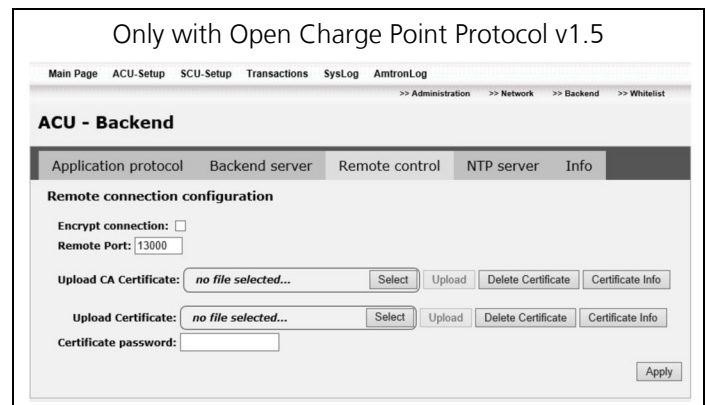 Only with Open Charge Point Protocol v1.5
Main Page ACU-Setup SCU-Setup Transactions SysLog AmtronLog
>> Administration >> Network >> Backend >> Whitelist
ACU - Backend
Application protocol Backend server Remote control NTP server Info
Remote connection configuration
Encrypt connection:
Remote Port: 13000
Upload CA Certificate: no file selected... Select Upload Delete Certificate Certificate Info
Upload Certificate: no file selected... Select Upload Delete Certificate Certificate Info
Certificate password:
Apply